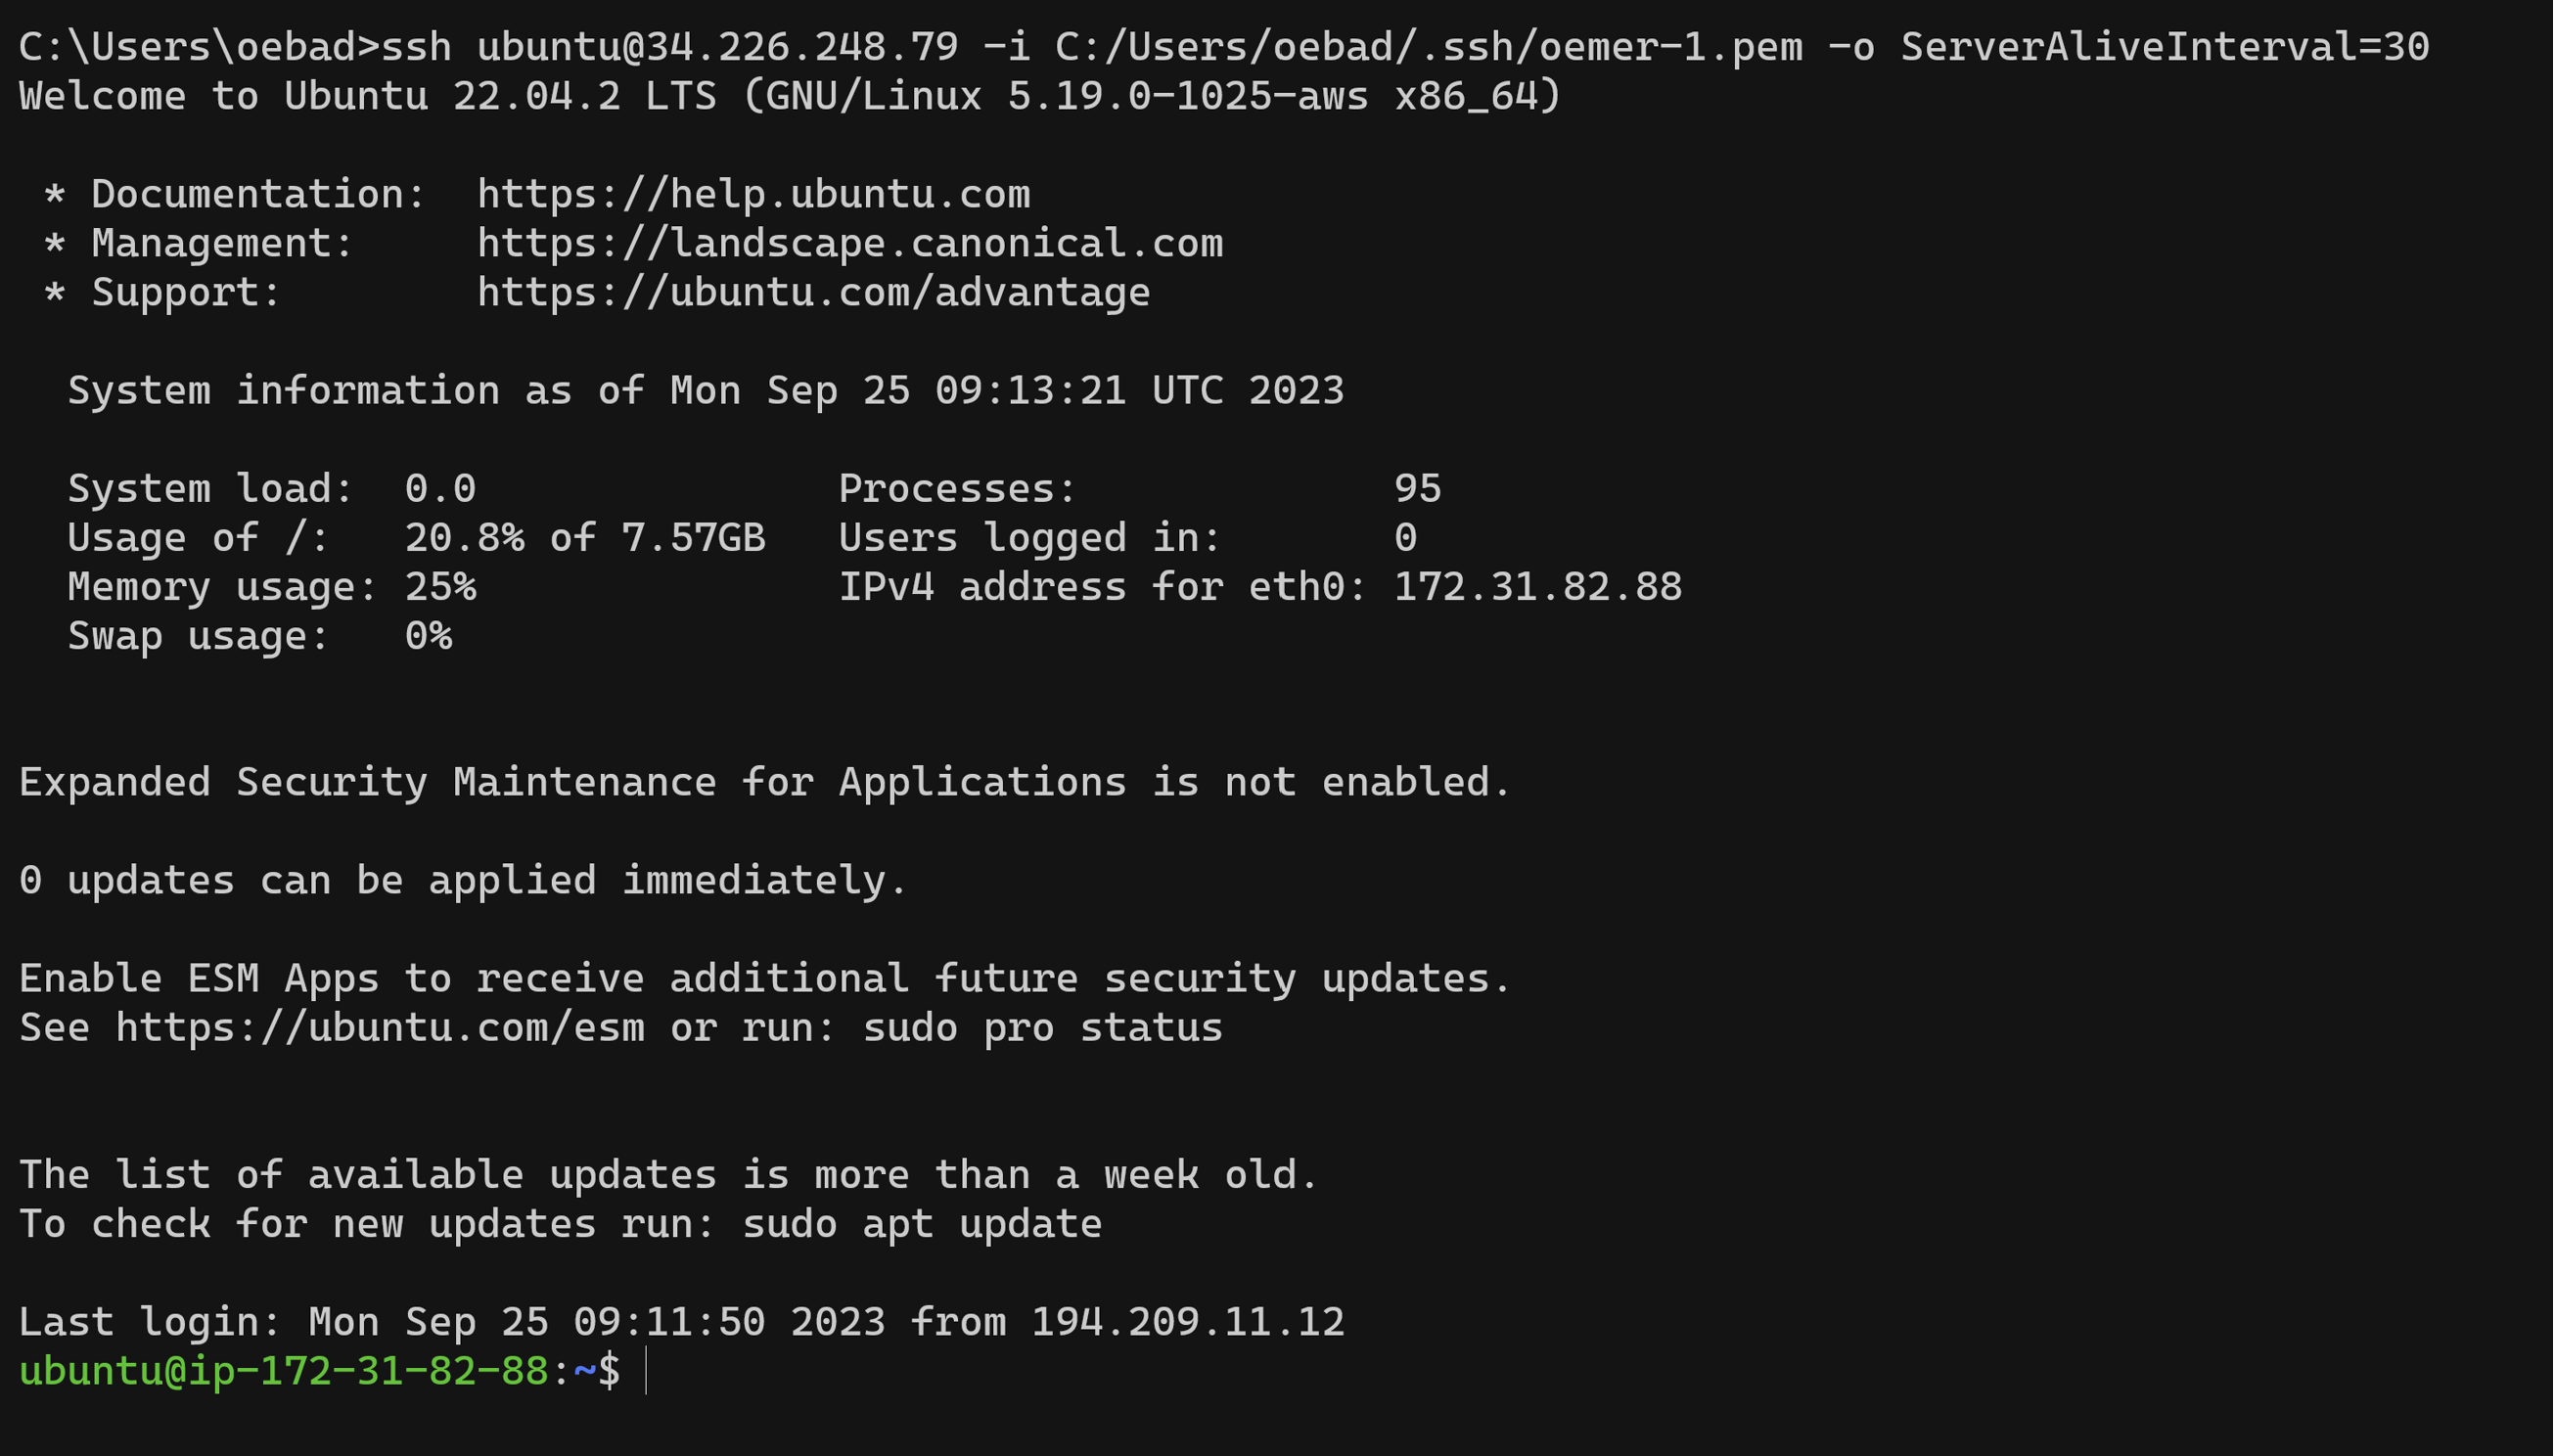 C:\Users\oebad>ssh ubuntu@34.226.248.79 -i C:/Users/oebad/.ssh/oemer-1.pem -o ServerAliveInterval=30
Welcome to Ubuntu 22.04.2 LTS (GNU/Linux 5.19.0-1025-aws x86_64)

 * Documentation:  https://help.ubuntu.com
 * Management:     https://landscape.canonical.com
 * Support:        https://ubuntu.com/advantage

  System information as of Mon Sep 25 09:13:21 UTC 2023

  System load:  0.0               Processes:             95
  Usage of /:   20.8% of 7.57GB   Users logged in:       0
  Memory usage: 25%               IPv4 address for eth0: 172.31.82.88
  Swap usage:   0%


Expanded Security Maintenance for Applications is not enabled.

0 updates can be applied immediately.

Enable ESM Apps to receive additional future security updates.
See https://ubuntu.com/esm or run: sudo pro status


The list of available updates is more than a week old.
To check for new updates run: sudo apt update

Last login: Mon Sep 25 09:11:50 2023 from 194.209.11.12
ubuntu@ip-172-31-82-88:~$